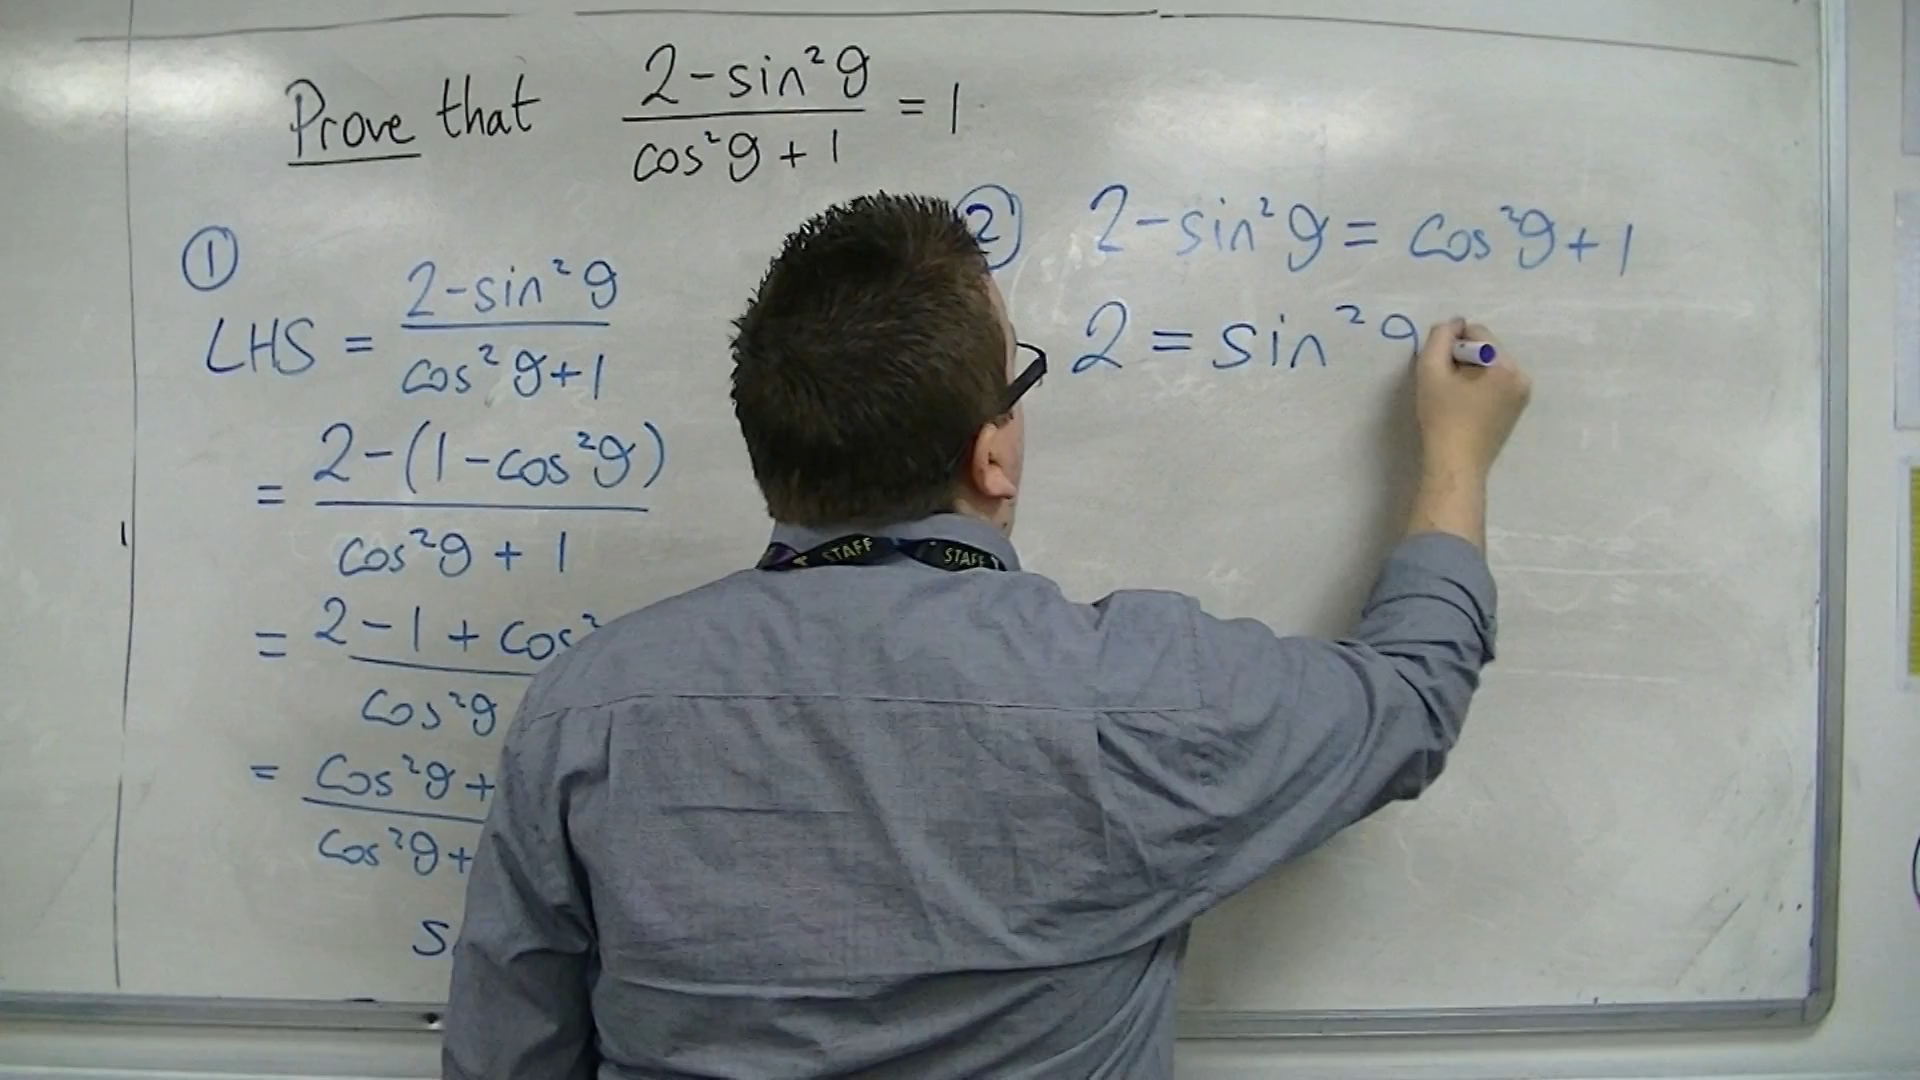 Prove that (2 - sin²θ)/(cos²θ + 1) = 1
①
LHS = (2 - sin²θ)/(cos²θ + 1)
= (2 - (1 - cos²θ))/(cos²θ + 1)
= (2 - 1 + cos²)/(cos²θ)
= (cos²θ +)/(cos²θ +)
② 2 - sin²θ = cos²θ + 1
2 = sin²θ
STAFF STAFF